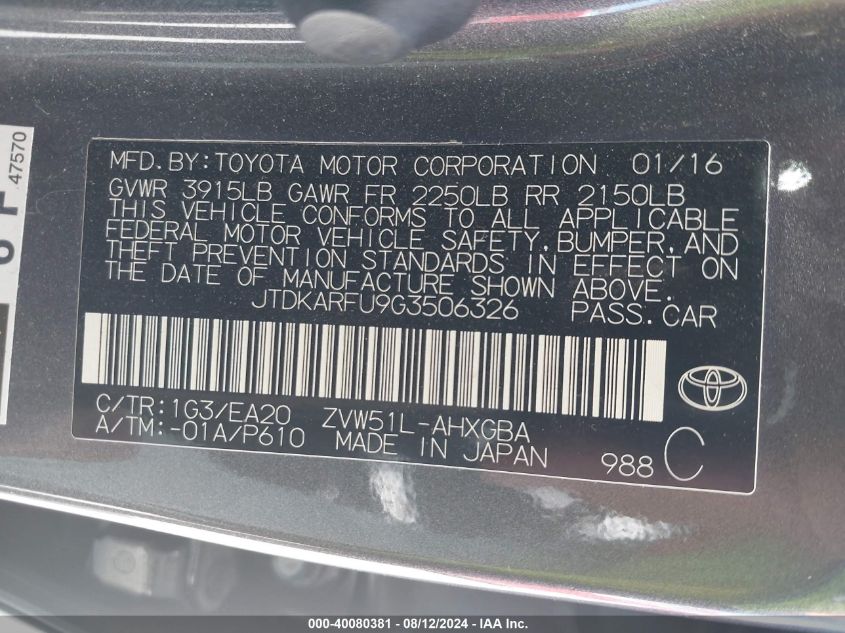 47570
MFD.BY:TOYOTA MOTOR CORPORATION 01/16
GVWR 3915LB GAWR FR 2250LB RR 2150LB
THIS VEHICLE CONFORMS TO ALL APPLICABLE
FEDERAL MOTOR VEHICLE SAFETY, BUMPER, AND
THEFT PREVENTION STANDARDS IN EFFECT ON
THE DATE OF MANUFACTURE SHOWN ABOVE.
JTDKARFU9G3506326 PASS.CAR
C/TR:1G3/EA20 ZVW51L-AHXGBA
A/TM:-01A/P610 MADE IN JAPAN 988 C
000-40080381 - 08/12/2024 - IAA Inc.